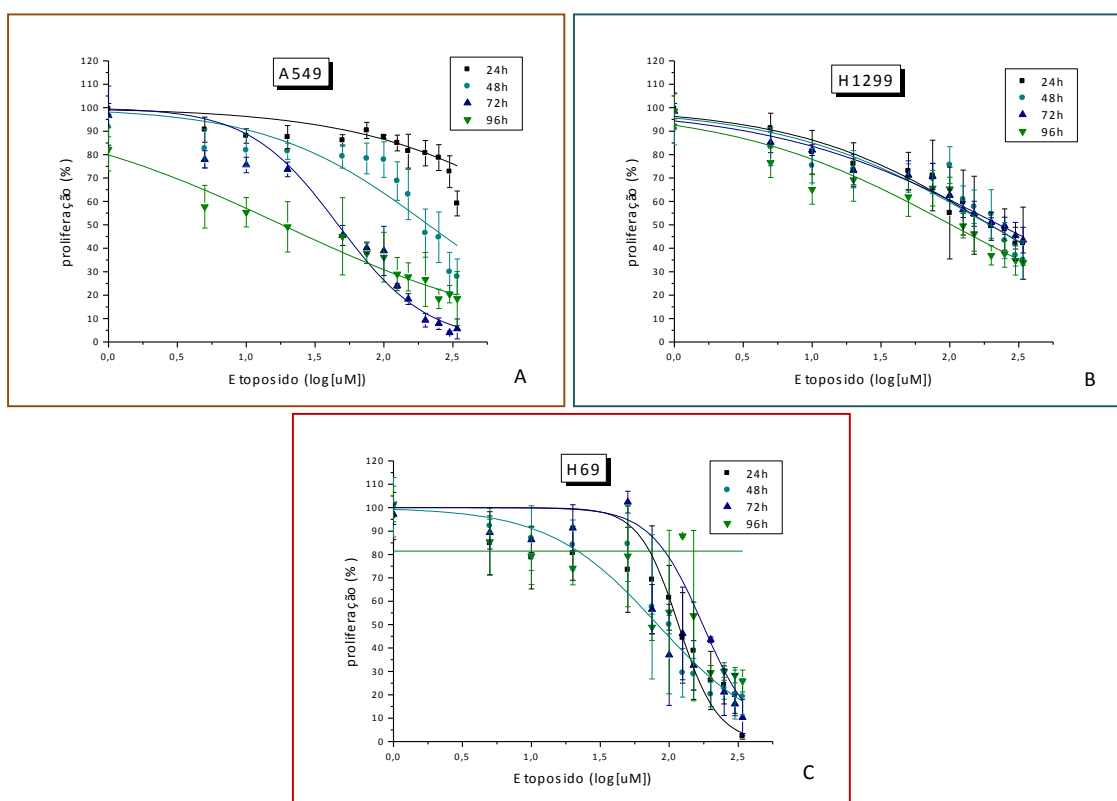 A549
24h
48h
72h
96h
120
110
100
90
80
70
60
50
40
30
20
10
0
proliferação (%)
0,0 0,5 1,0 1,5 2,0 2,5
Etoposido (log[uM])
A
H1299
24h
48h
72h
96h
120
110
100
90
80
70
60
50
40
30
20
10
0
proliferação (%)
0,0 0,5 1,0 1,5 2,0 2,5
Etoposido (log[uM])
B
H69
24h
48h
72h
96h
120
110
100
90
80
70
60
50
40
30
20
10
0
proliferação (%)
0,0 0,5 1,0 1,5 2,0 2,5
Etoposido (log[uM])
C